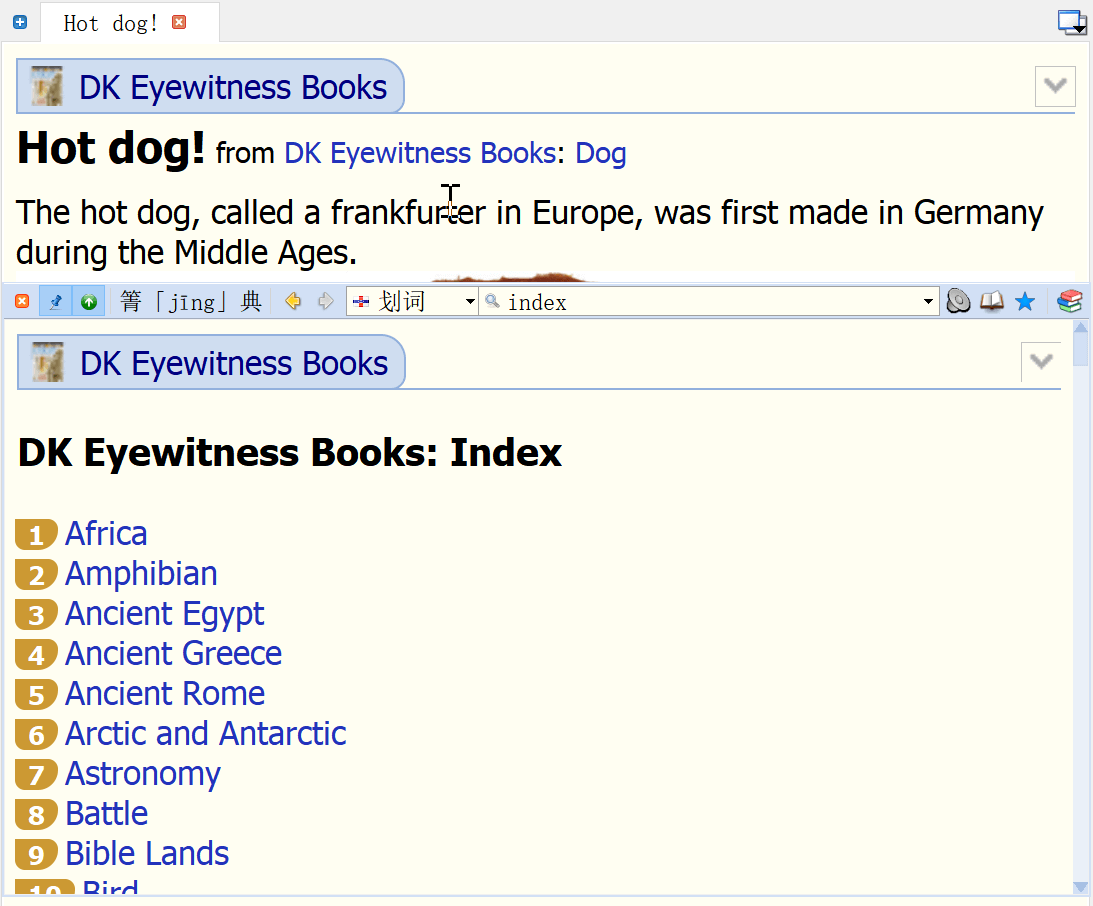 Hot dog!
DK Eyewitness Books
Hot dog! from DK Eyewitness Books: Dog
The hot dog, called a frankfurter in Europe, was first made in Germany
during the Middle Ages.
箐「jīng」典 划词 index
DK Eyewitness Books
DK Eyewitness Books: Index
1 Africa
2 Amphibian
3 Ancient Egypt
4 Ancient Greece
5 Ancient Rome
6 Arctic and Antarctic
7 Astronomy
8 Battle
9 Bible Lands
10 Bird